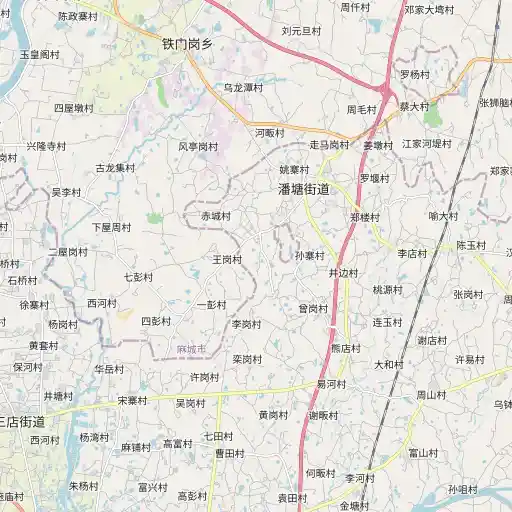 陈政寨村
周仟村
邓家大塆村
刘元旦村
铁门岗乡
玉皇阁村
罗杨村
乌龙潭村
张狮脑村
四屋墩村
周毛村
蔡大村
河畈村
兴隆寺村
风亭岗村
走马岗村
姜墩村
江家河堤村
岗村
古龙集村
姚寨村
罗堰村
郑家
吴李村
潘塘街道
赤城村
郑楼村
喻大村
下屋周村
陈玉村
二屋岗村
王岗村
孙寨村
李店村
桥村
七彭村
井边村
石桥村
桃源村
张岗村
徐寨村
西河村
一彭村
曾岗村
杨岗村
四彭村
李岗村
连玉村
谢店村
黄套村
麻城市
熊店村
栾岗村
许易村
保河村
华岳村
大和村
许岗村
易河村
井塘村
宋寨村
吴岗村
周山村
乌钵
三店街道
黄岗村
谢畈村
西河村
杨湾村
七田村
麻铺村
高富村
曹田村
富山村
何畈村
李河村
朱杨村
富兴村
孙咀村
庙村
高彭村
袁田村
金塘村